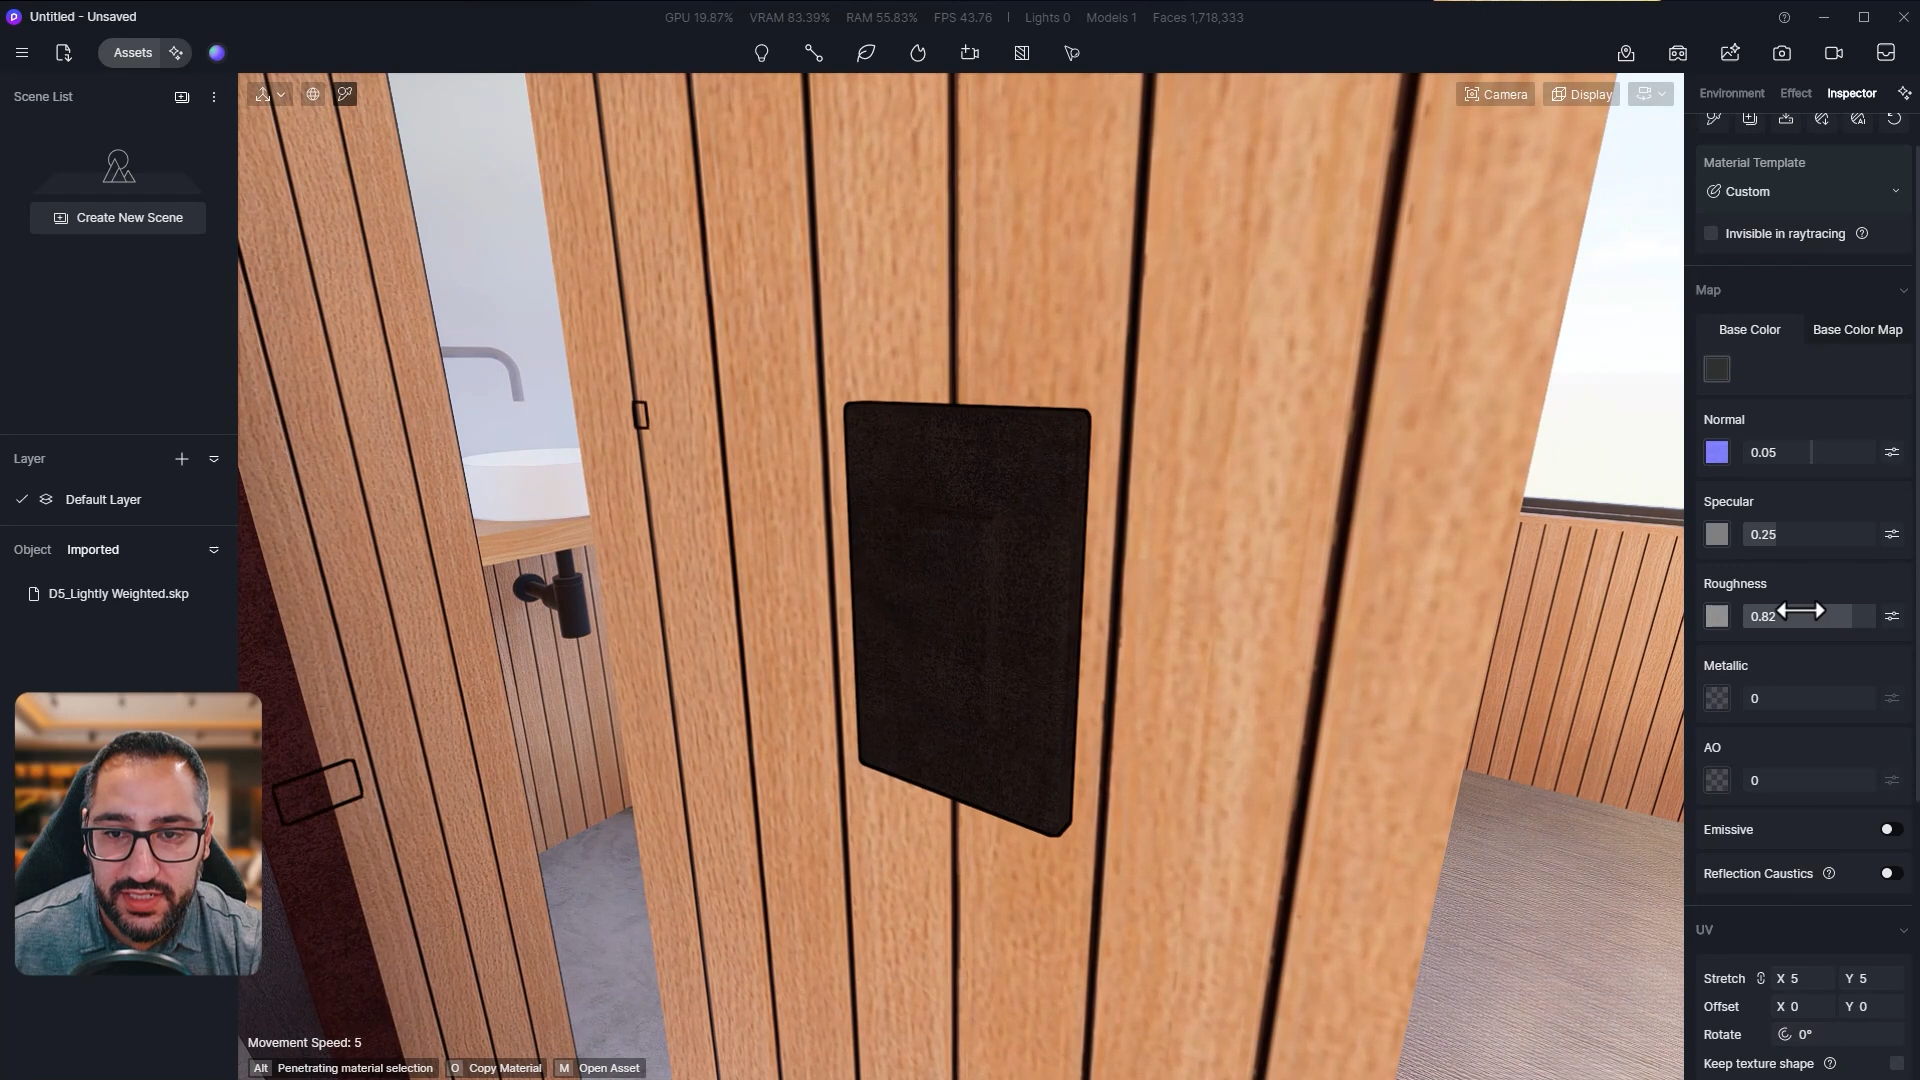 Untitled - Unsaved
GPU 19.87% VRAM 83.39% RAM 55.83% FPS 43.76 | Lights 0 Models 1 Faces 1,718,333
Assets
Scene List
Create New Scene
Layer
Default Layer
Object Imported
D5_Lightly Weighted.skp
Camera
Display
Movement Speed: 5
Alt Penetrating material selection O Copy Material M Open Asset
Environment Effect Inspector
Material Template
Custom
Invisible in raytracing
Map
Base Color Base Color Map
Normal
0.05
Specular
0.25
Roughness
0.82
Metallic
0
AO
0
Emissive
Reflection Caustics
UV
Stretch X 5 Y 5
Offset X 0 Y 0
Rotate 0°
Keep texture shape